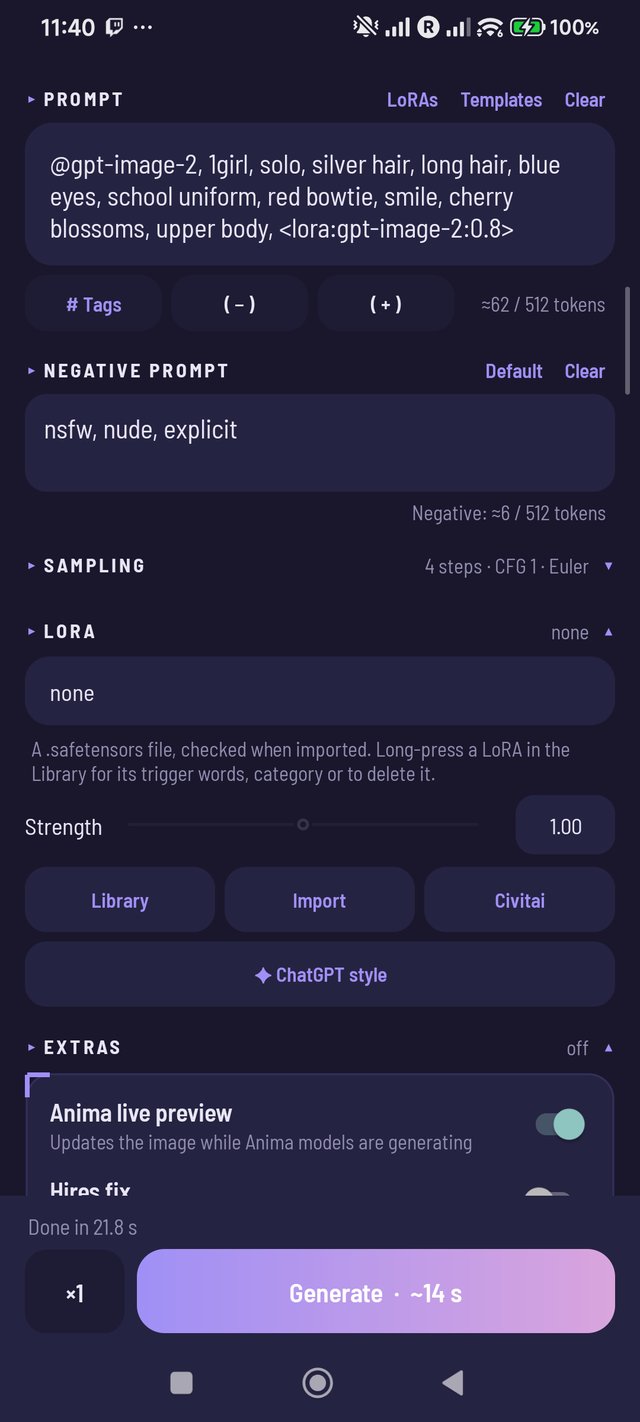 11:40
R
100%
PROMPT LoRAs Templates Clear
@gpt-image-2, 1girl, solo, silver hair, long hair, blue
eyes, school uniform, red bowtie, smile, cherry
blossoms, upper body, <lora:gpt-image-2:0.8>
# Tags ( – ) ( + ) ≈62 / 512 tokens
NEGATIVE PROMPT Default Clear
nsfw, nude, explicit
Negative: ≈6 / 512 tokens
SAMPLING 4 steps · CFG 1 · Euler
LORA none
none
A .safetensors file, checked when imported. Long-press a LoRA in the
Library for its trigger words, category or to delete it.
Strength 1.00
Library Import Civitai
ChatGPT style
EXTRAS off
Anima live preview
Updates the image while Anima models are generating
Hires fix
Done in 21.8 s
×1 Generate · ~14 s